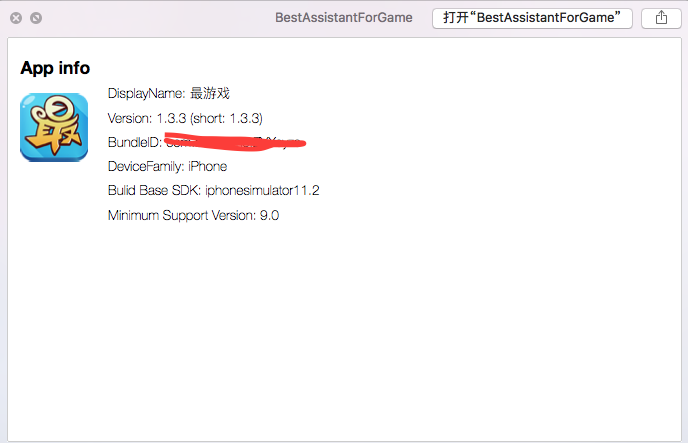 BestAssistantForGame
打开“BestAssistantForGame”
App info
最
DisplayName: 最游戏
Version: 1.3.3 (short: 1.3.3)
BundleID:
DeviceFamily: iPhone
Bulid Base SDK: iphonesimulator11.2
Minimum Support Version: 9.0